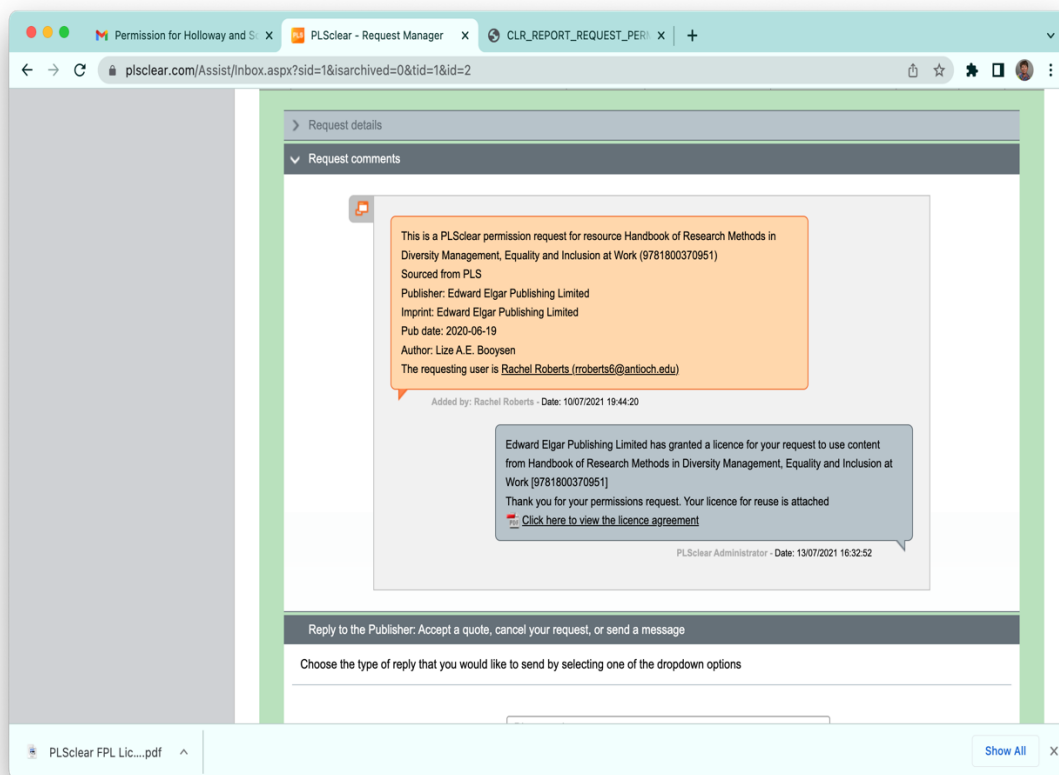 Permission for Holloway and Sc
PLSclear - Request Manager
CLR_REPORT_REQUEST_PERM
plsclear.com/Assist/Inbox.aspx?sid=1&isarchived=0&tid=1&id=2
Request details
Request comments
This is a PLSclear permission request for resource Handbook of Research Methods in
Diversity Management, Equality and Inclusion at Work (9781800370951)
Sourced from PLS
Publisher: Edward Elgar Publishing Limited
Imprint: Edward Elgar Publishing Limited
Pub date: 2020-06-19
Author: Lize A.E. Booysen
The requesting user is Rachel Roberts (rroberts6@antioch.edu)
Added by: Rachel Roberts - Date: 10/07/2021 19:44:20
Edward Elgar Publishing Limited has granted a licence for your request to use content
from Handbook of Research Methods in Diversity Management, Equality and Inclusion at
Work [9781800370951]
Thank you for your permissions request. Your licence for reuse is attached
Click here to view the licence agreement
PLSclear Administrator - Date: 13/07/2021 16:32:52
Reply to the Publisher: Accept a quote, cancel your request, or send a message
Choose the type of reply that you would like to send by selecting one of the dropdown options
PLSclear FPL Lic....pdf
Show All